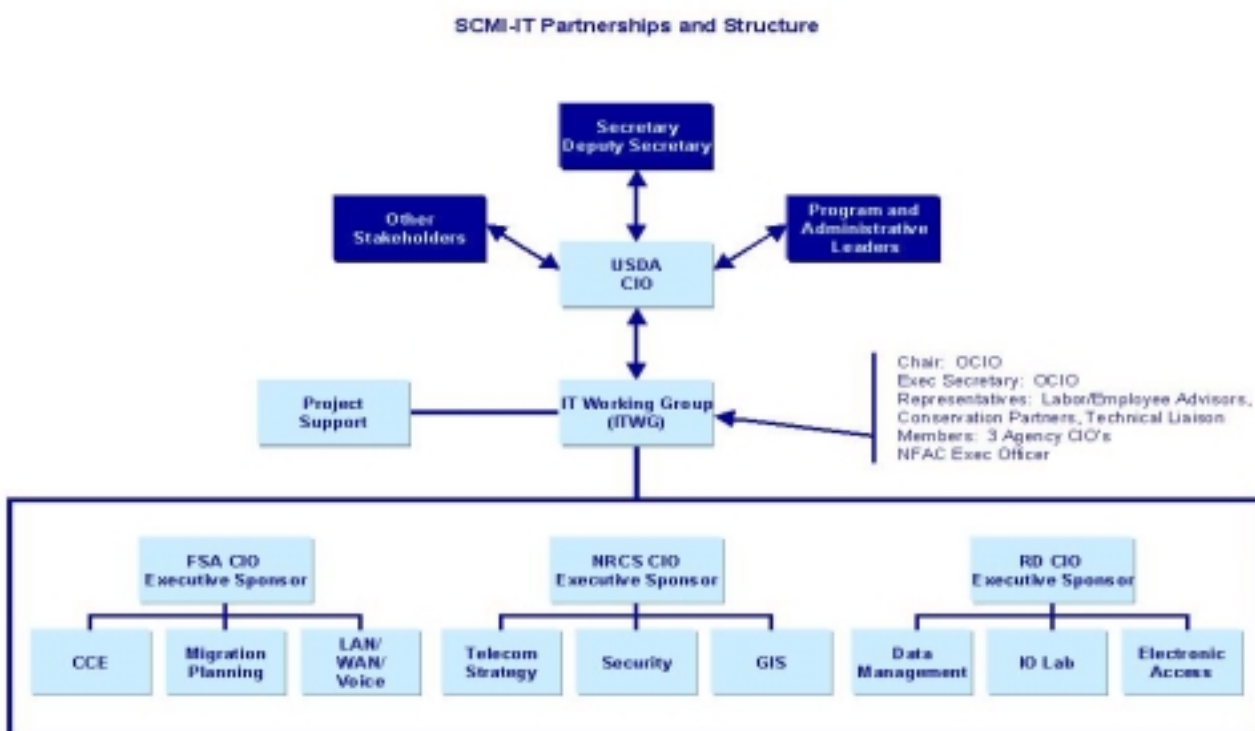 SCMI-IT Partnerships and Structure
Secretary
Deputy Secretary
Other
Stakeholders
Program and
Administrative
Leaders
USDA
CIO
Project
Support
IT Working Group
(ITWG)
Chair: OCIO
Exec Secretary: OCIO
Representatives: Labor/Employee Advisors,
Conservation Partners, Technical Liaison
Members: 3 Agency CIO's
NFAC Exec Officer
FSA CIO
Executive Sponsor
NRCS CIO
Executive Sponsor
RD CIO
Executive Sponsor
CCE
Migration
Planning
LAN/
WAN/
Voice
Telecom
Strategy
Security
GIS
Data
Management
IO Lab
Electronic
Access